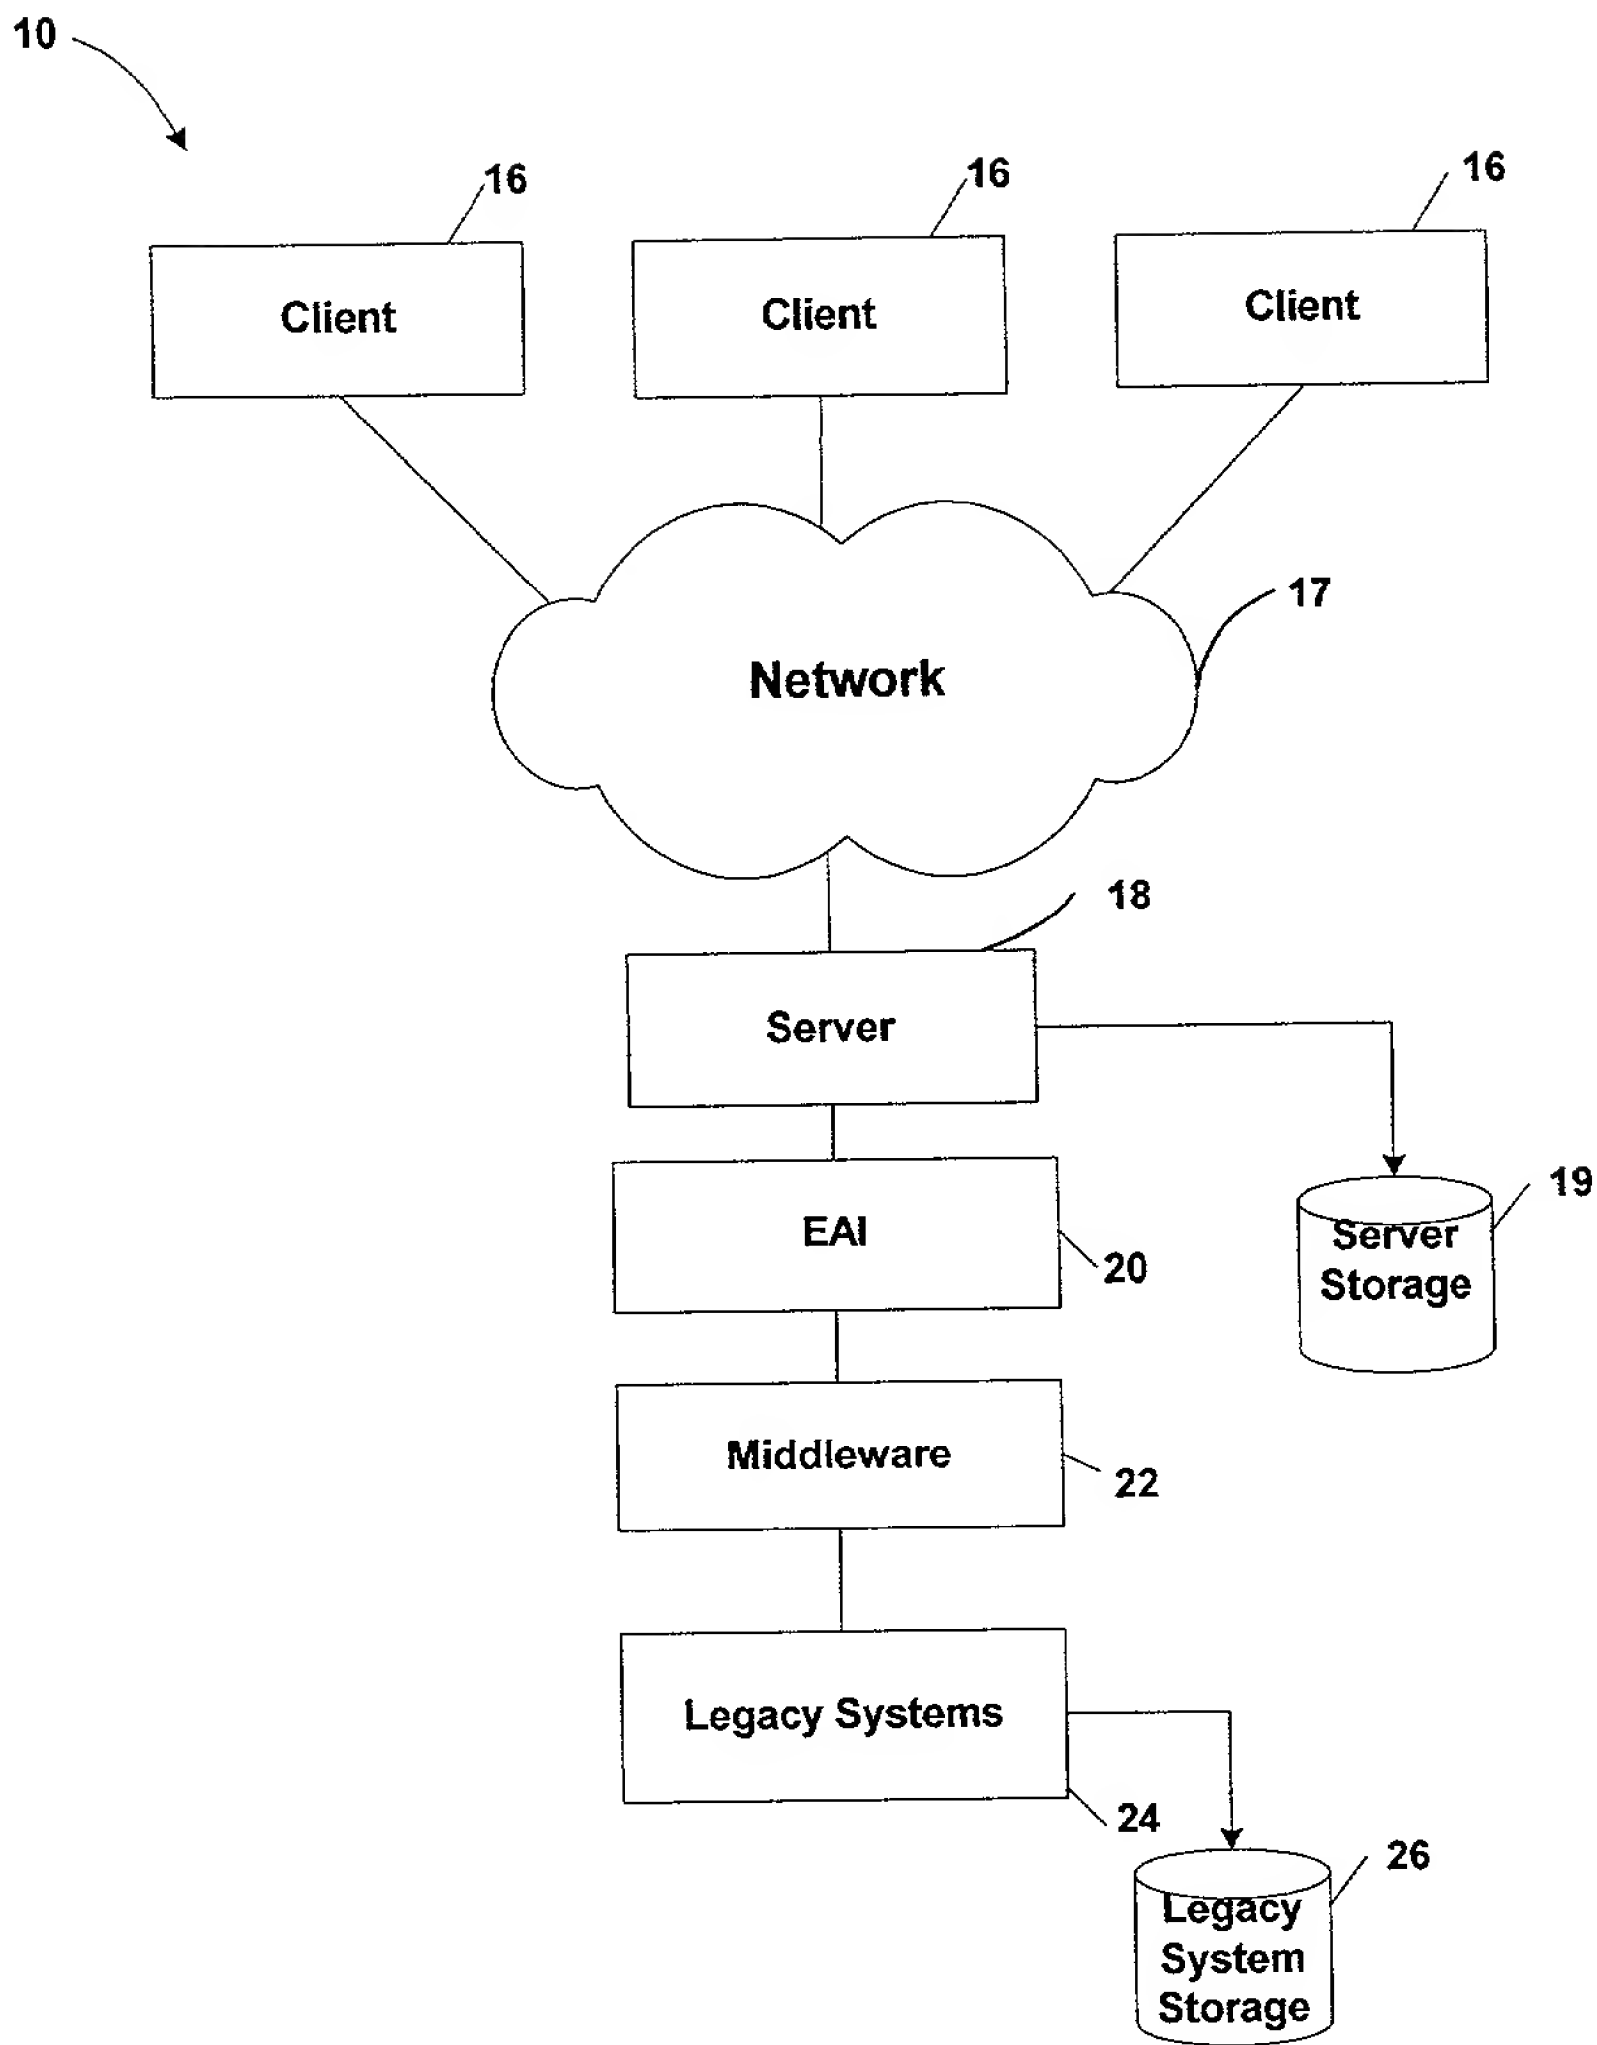 10
16
16
16
Client
Client
Client
17
Network
18
Server
19
Server
Storage
EAI
20
Middleware
22
Legacy Systems
24
26
Legacy
System
Storage